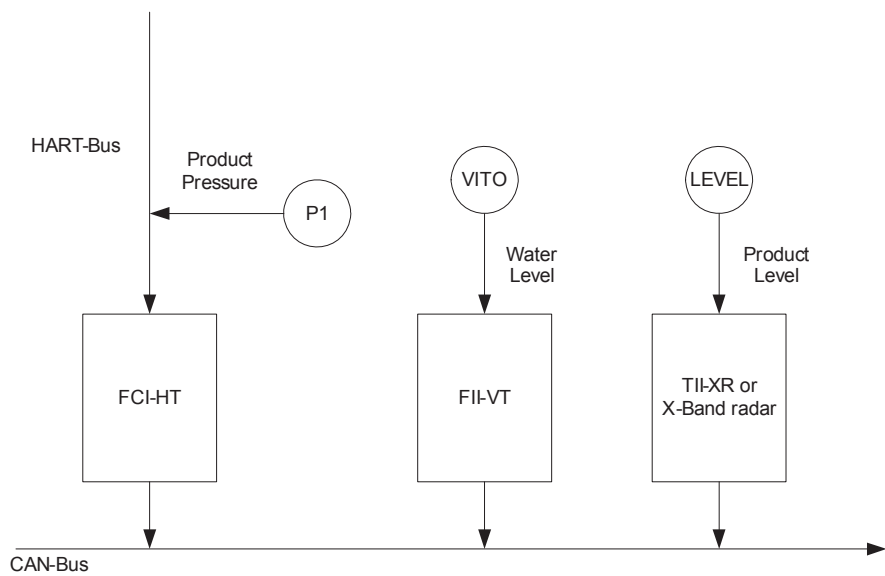 HART-Bus
Product
Pressure
P1
VITO
LEVEL
Water
Level
Product
Level
FCI-HT
FII-VT
TII-XR or
X-Band radar
CAN-Bus